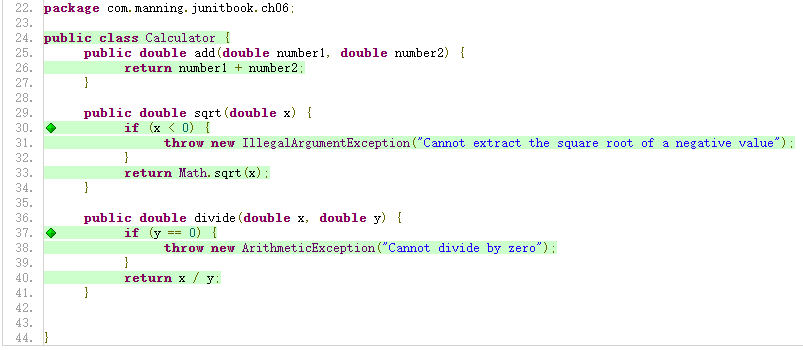 22. package com.manning.junitbook.ch06;
23.
24. public class Calculator {
25.     public double add(double number1, double number2) {
26.         return number1 + number2;
27.     }
28.
29.     public double sqrt(double x) {
30.         if (x < 0) {
31.             throw new IllegalArgumentException("Cannot extract the square root of a negative value");
32.         }
33.         return Math.sqrt(x);
34.     }
35.
36.     public double divide(double x, double y) {
37.         if (y == 0) {
38.             throw new ArithmeticException("Cannot divide by zero");
39.         }
40.         return x / y;
41.     }
42.
43.
44. }